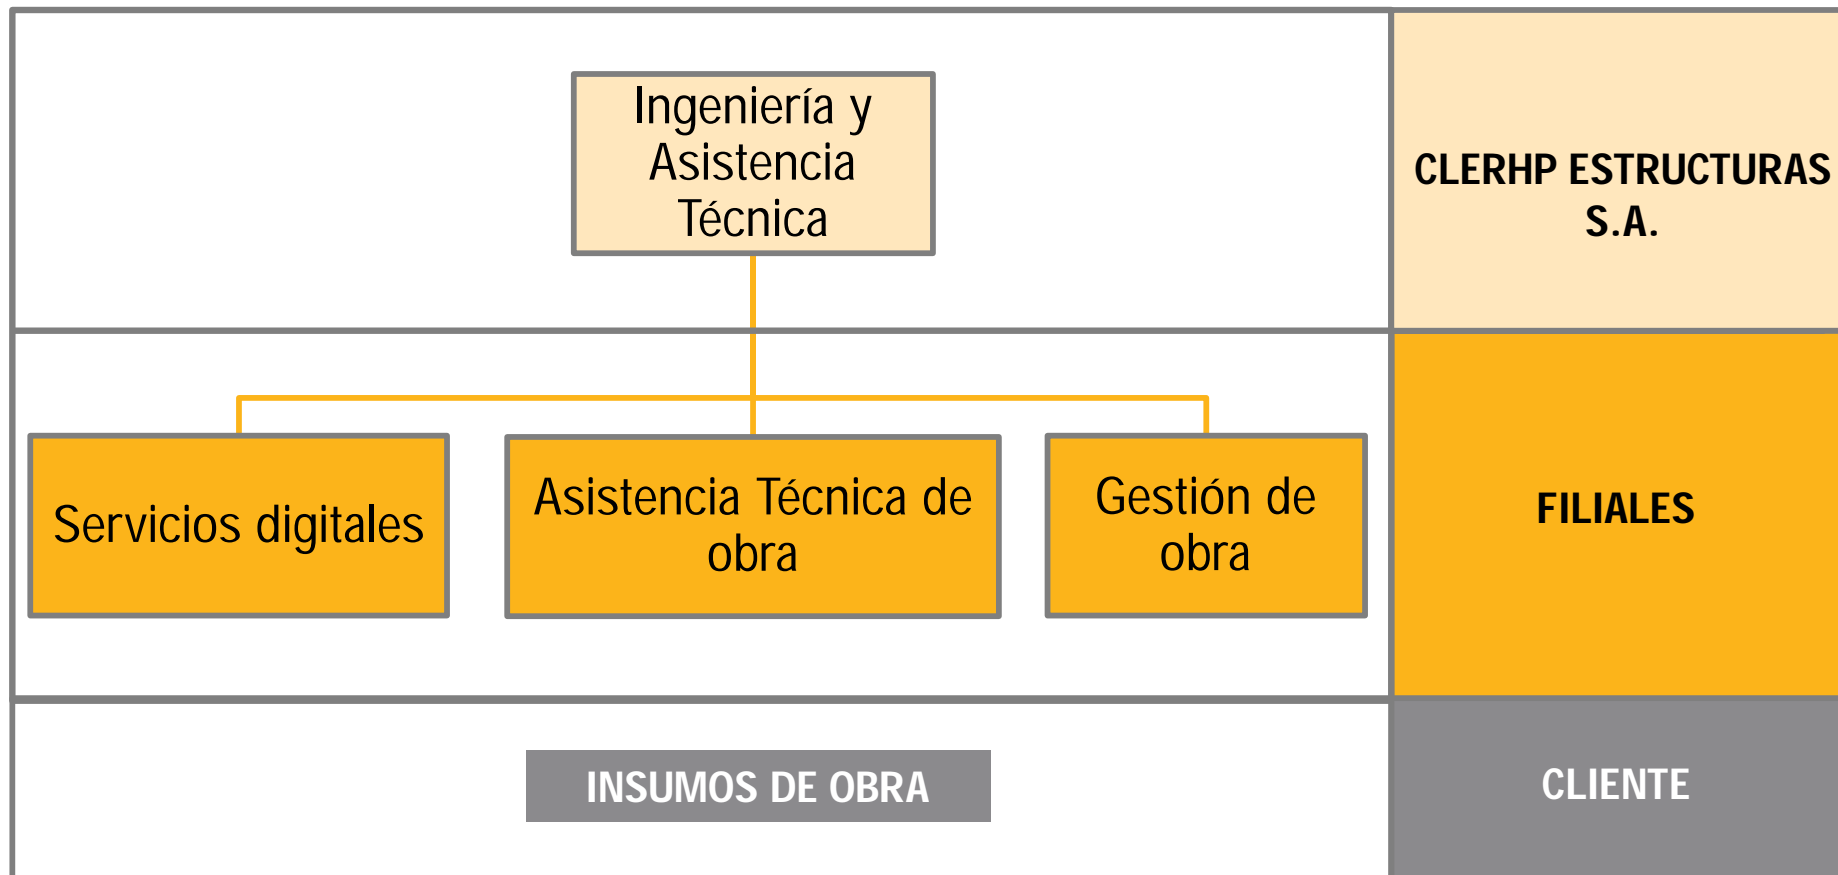 Ingeniería y
Asistencia
Técnica
CLERHP ESTRUCTURAS
S.A.
Servicios digitales
Asistencia Técnica de
obra
Gestión de
obra
FILIALES
INSUMOS DE OBRA
CLIENTE